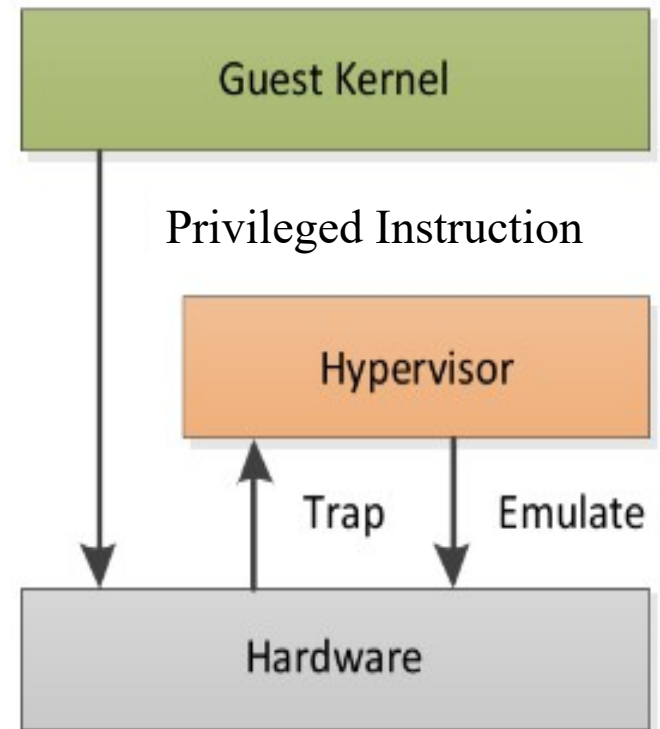 Guest Kernel
Privileged Instruction
Hypervisor
Trap Emulate
Hardware